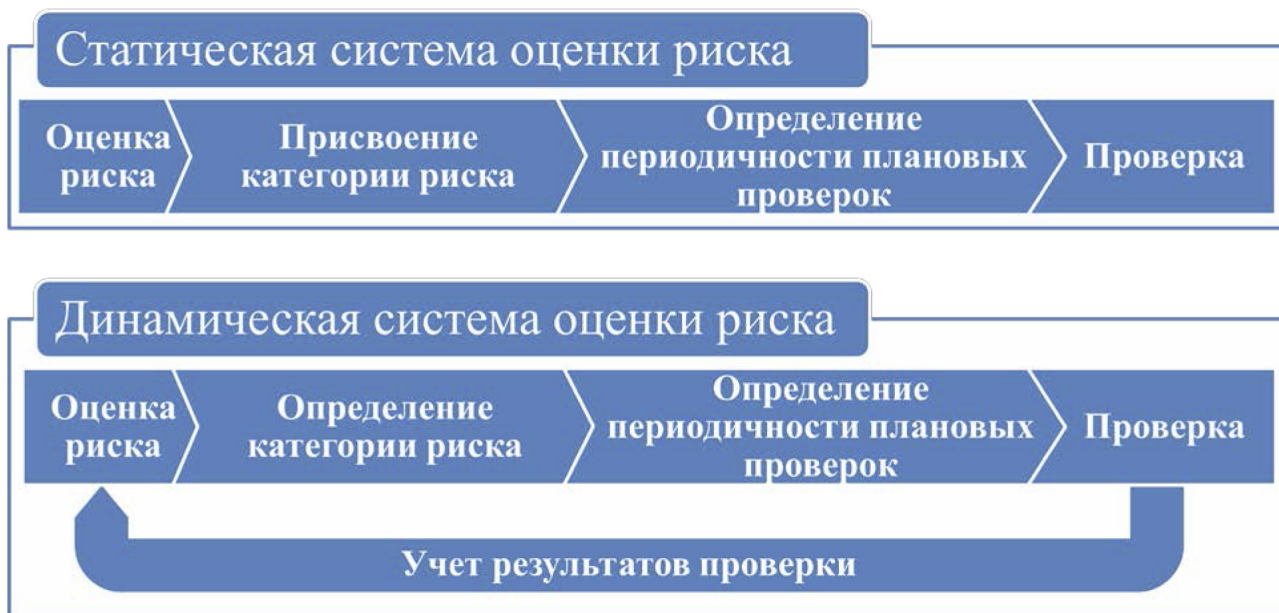 Статическая система оценки риска
Оценка
риска
Присвоение
категории риска
Определение
периодичности плановых
проверок
Проверка
Динамическая система оценки риска
Оценка
риска
Определение
категории риска
Определение
периодичности плановых
проверок
Проверка
Учет результатов проверки